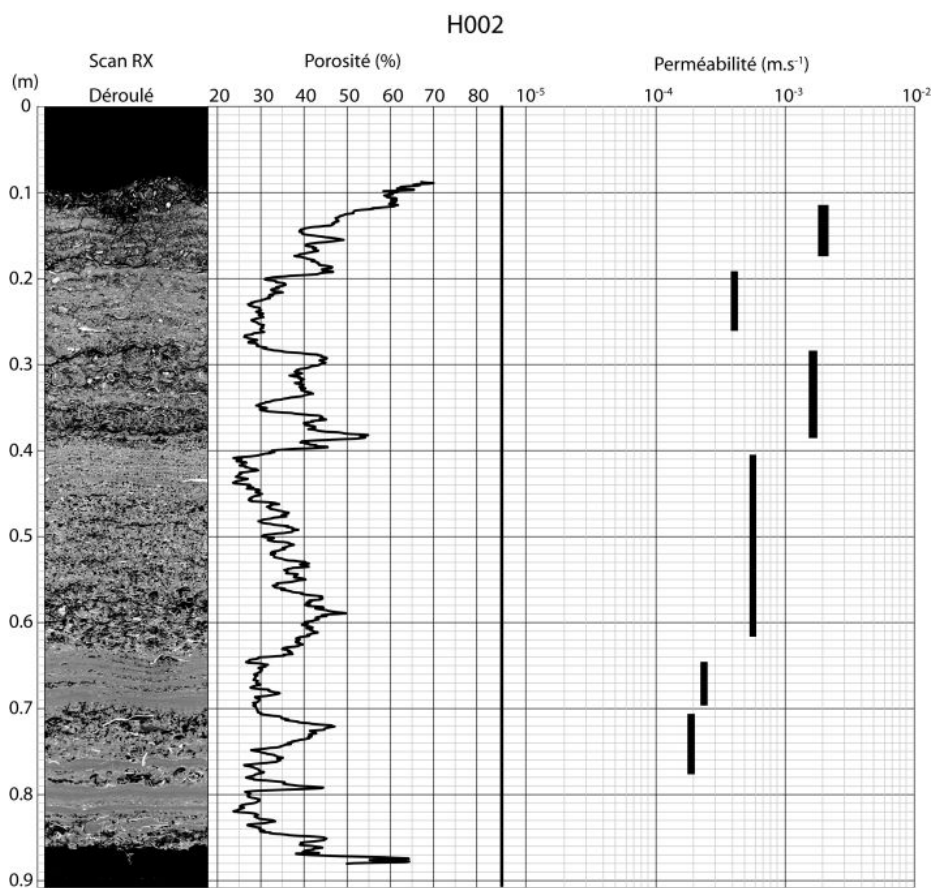 H002
Scan RX
Déroulé
Porosité (%)
Perméabilité (m.s⁻¹)
(m)
20 30 40 50 60 70 80
10⁻⁵ 10⁻⁴ 10⁻³ 10⁻²
0
0.1
0.2
0.3
0.4
0.5
0.6
0.7
0.8
0.9